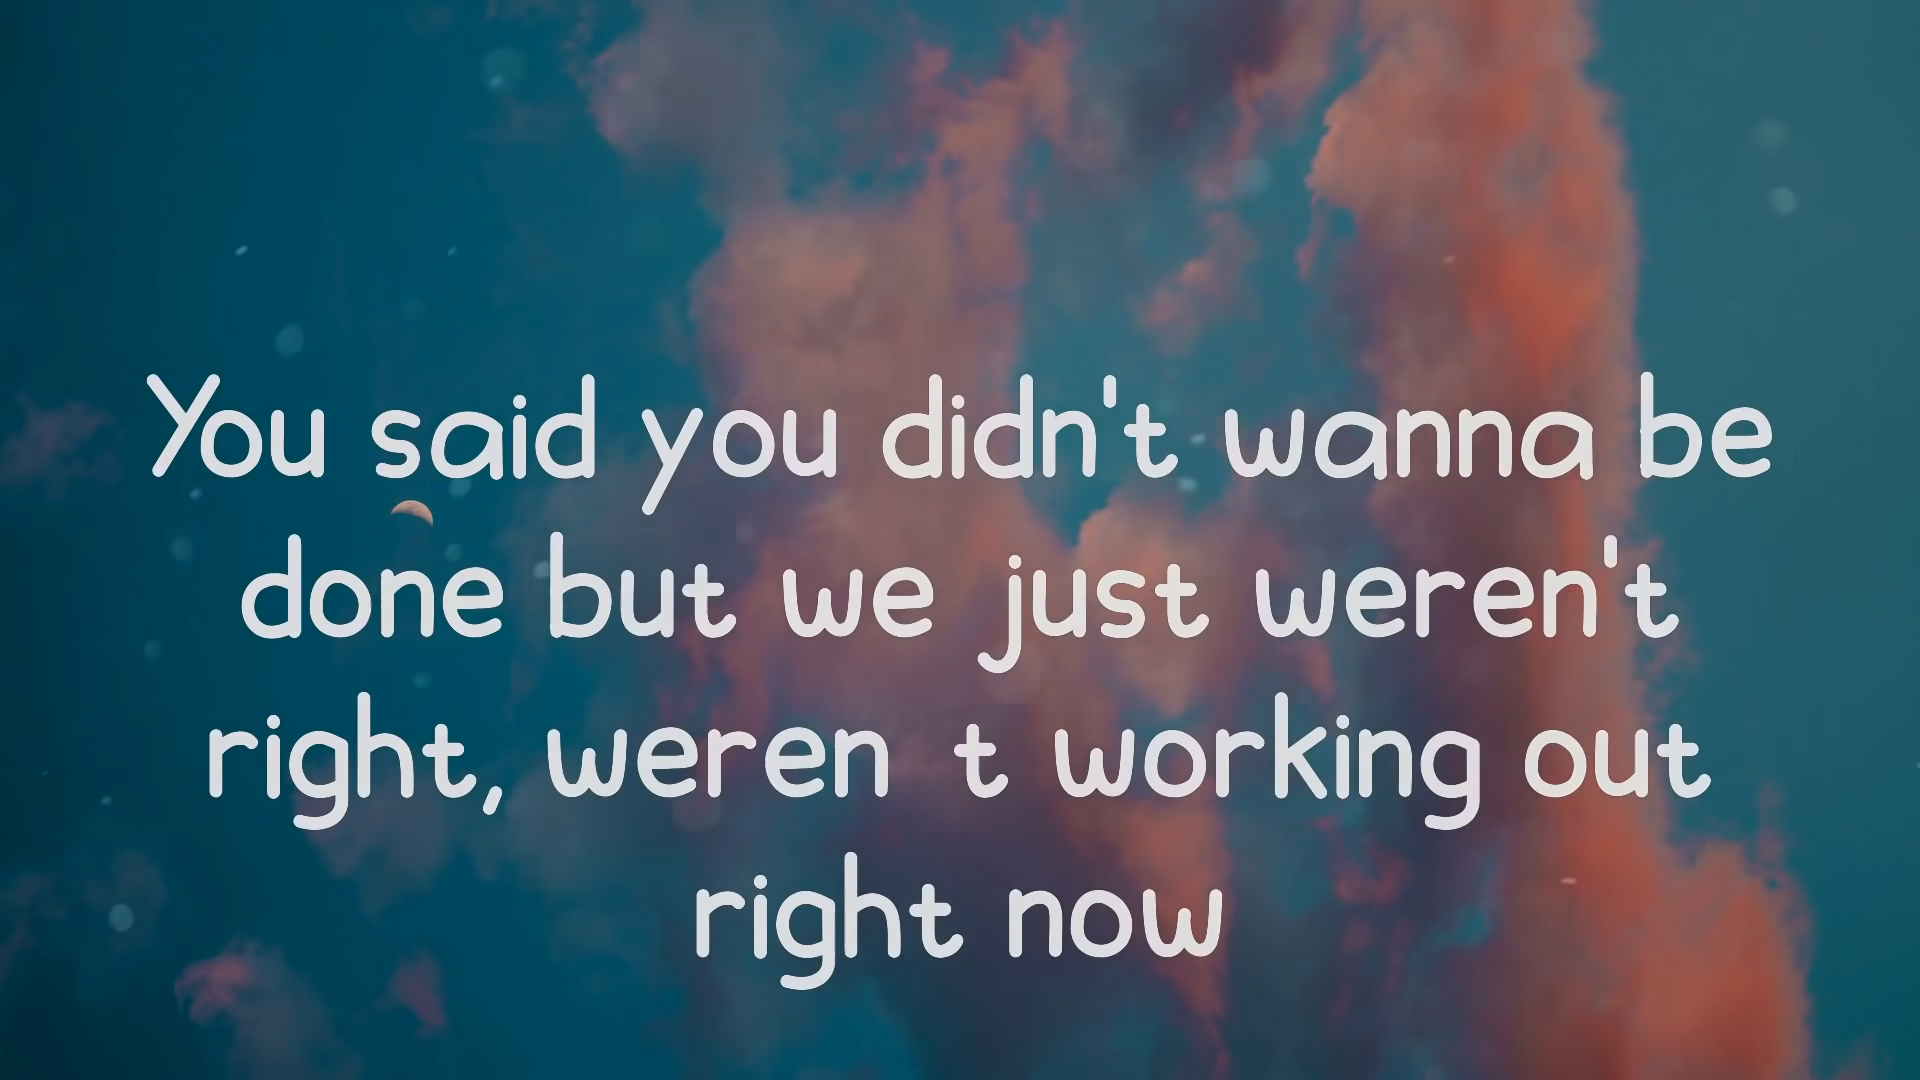 You said you didn't wanna be
done but we just weren't
right, weren t working out
right now